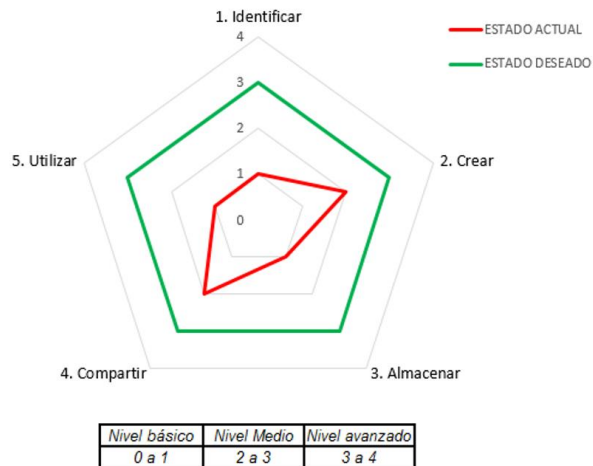 1. Identificar
4
3
2
1
0
ESTADO ACTUAL
ESTADO DESEADO
5. Utilizar
2. Crear
4. Compartir
3. Almacenar
Nivel básico Nivel Medio Nivel avanzado
0 a 1 2 a 3 3 a 4